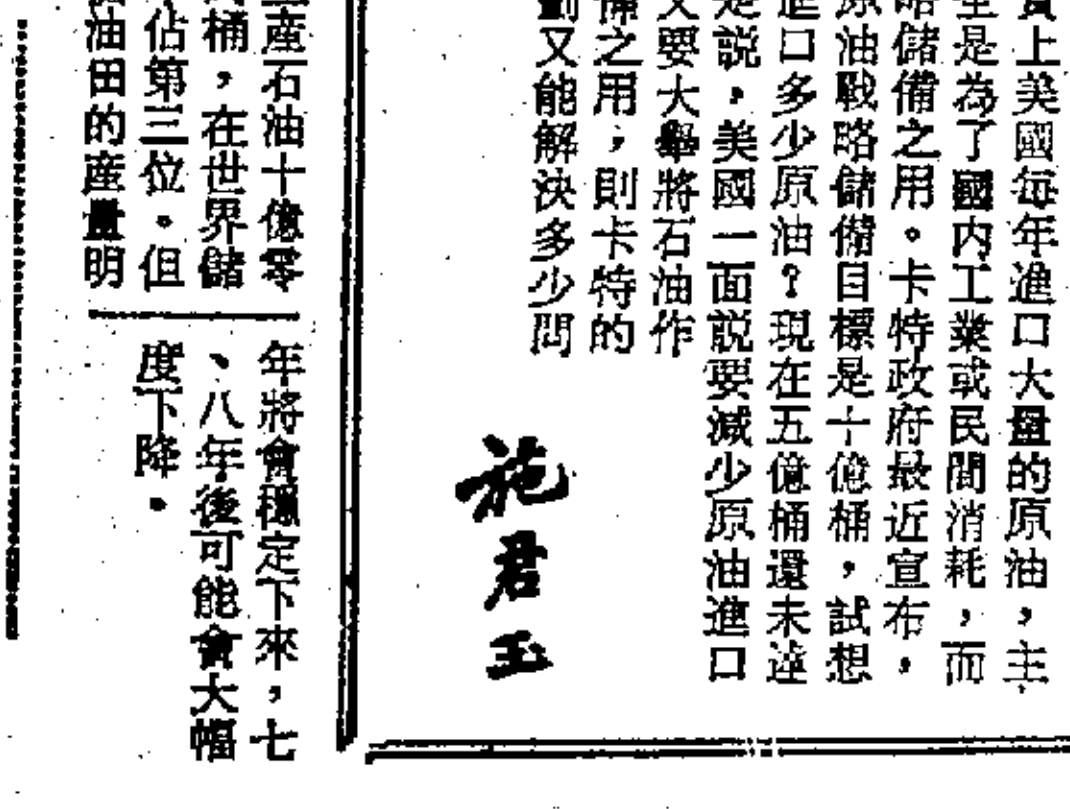 實上美國每年進口大量的原油，主
是為了國內工業或民間消耗，而
略儲備之用。卡特政府最近宣布，
原油戰略儲備目標是十億桶，試想
進口多少原油？現在五億桶還未達
是說，美國一面說要減少原油進口
又要大舉將石油作
備之用，則卡特的
劃又能解決多少問
施君玉
產石油十億零
桶，在世界儲
佔第三位。但
油田的產量明
年將會穩定下來，七
、八年後可能會大幅
度下降。